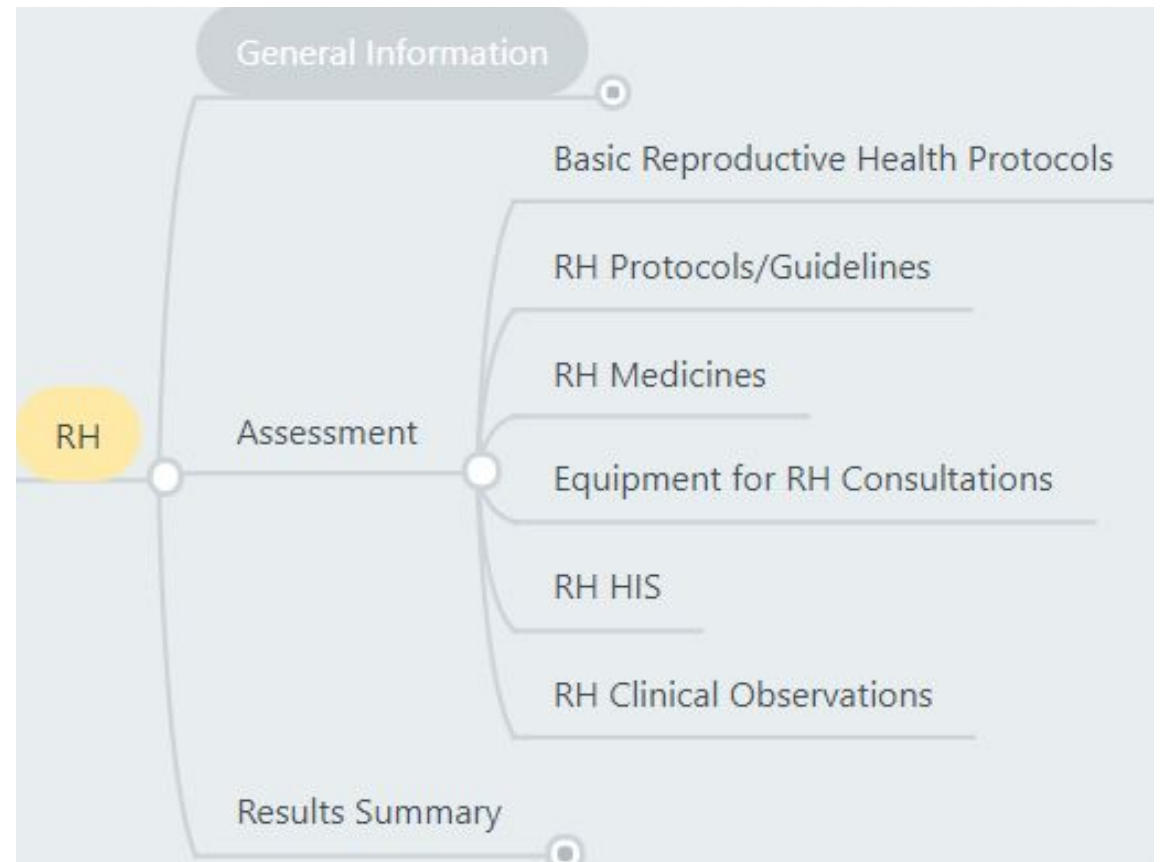 General Information
Basic Reproductive Health Protocols
RH Protocols/Guidelines
RH Medicines
RH
Assessment
Equipment for RH Consultations
RH HIS
RH Clinical Observations
Results Summary